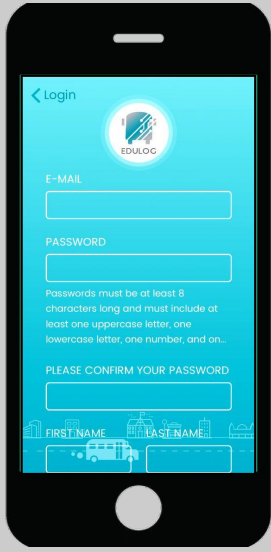 Login
EDULOG
E-MAIL
PASSWORD
Passwords must be at least 8
characters long and must include at
least one uppercase letter, one
lowercase letter, one number, and on...
PLEASE CONFIRM YOUR PASSWORD
FIRST NAME LAST NAME